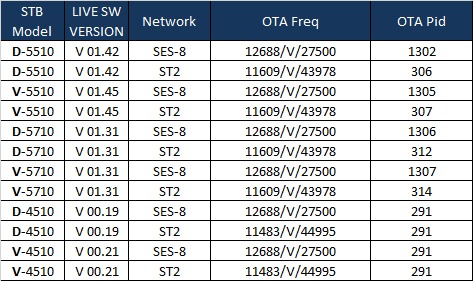 STB Model LIVE SW VERSION Network OTA Freq OTA Pid
D-5510 V 01.42 SES-8 12688/V/27500 1302
D-5510 V 01.42 ST2 11609/V/43978 306
V-5510 V 01.45 SES-8 12688/V/27500 1305
V-5510 V 01.45 ST2 11609/V/43978 307
D-5710 V 01.31 SES-8 12688/V/27500 1306
D-5710 V 01.31 ST2 11609/V/43978 312
V-5710 V 01.31 SES-8 12688/V/27500 1307
V-5710 V 01.31 ST2 11609/V/43978 314
D-4510 V 00.19 SES-8 12688/V/27500 291
D-4510 V 00.19 ST2 11483/V/44995 291
V-4510 V 00.21 SES-8 12688/V/27500 291
V-4510 V 00.21 ST2 11483/V/44995 291